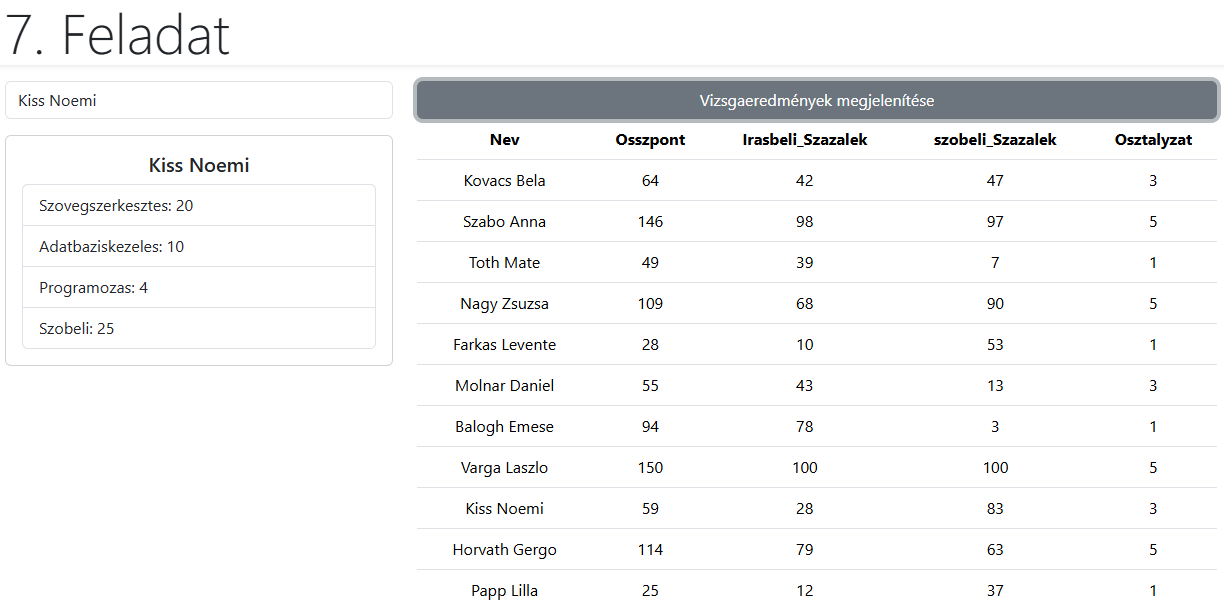 7. Feladat
Kiss Noemi
Kiss Noemi
Szovegszerkesztes: 20
Adatbaziskezeles: 10
Programozas: 4
Szobeli: 25
Vizsgaeredmények megjelenítése
Nev Osszpont Irasbeli_Szazalek szobeli_Szazalek Osztalyzat
Kovacs Bela 64 42 47 3
Szabo Anna 146 98 97 5
Toth Mate 49 39 7 1
Nagy Zsuzsa 109 68 90 5
Farkas Levente 28 10 53 1
Molnar Daniel 55 43 13 3
Balogh Emese 94 78 3 1
Varga Laszlo 150 100 100 5
Kiss Noemi 59 28 83 3
Horvath Gergo 114 79 63 5
Papp Lilla 25 12 37 1